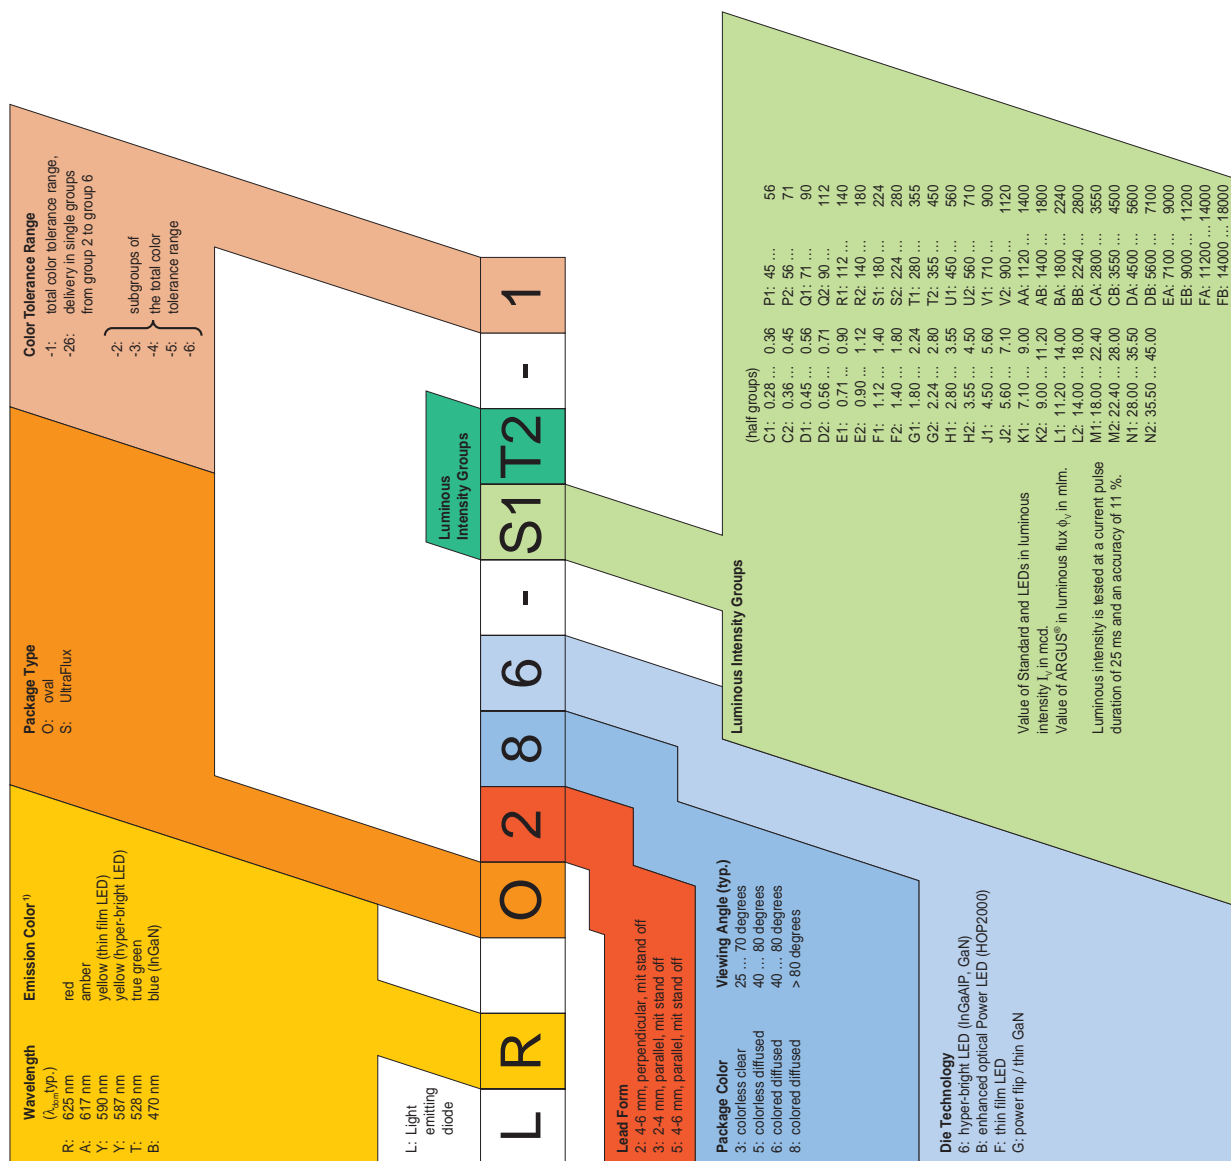 Wavelength Emission Color¹⁾
(λdom typ.)
R: 625 nm red
A: 617 nm amber
Y: 590 nm yellow (thin film LED)
Y: 587 nm yellow (hyper-bright LED)
T: 528 nm true green
B: 470 nm blue (InGaN)
Package Type
O: oval
S: UltraFlux
Color Tolerance Range
-1: total color tolerance range,
-26: delivery in single groups
from group 2 to group 6
-2:
-3: subgroups of
-4: the total color
-5: tolerance range
-6:
L: Light
emitting
diode
Luminous
Intensity Groups
L R O 2 8 6 - S1 T2 - 1
Lead Form
2: 4-6 mm, perpendicular, mit stand off
3: 2-4 mm, parallel, mit stand off
5: 4-6 mm, parallel, mit stand off
Package Color Viewing Angle (typ.)
3: colorless clear 25 ... 70 degrees
5: colorless diffused 40 ... 80 degrees
6: colored diffused 40 ... 80 degrees
8: colored diffused > 80 degrees
Die Technology
6: hyper-bright LED (InGaAlP, GaN)
B: enhanced optical Power LED (HOP2000)
F: thin film LED
G: power flip / thin GaN
Luminous Intensity Groups
(half groups)
C1: 0.28 ... 0.36 P1: 45 ... 56
C2: 0.36 ... 0.45 P2: 56 ... 71
D1: 0.45 ... 0.56 Q1: 71 ... 90
D2: 0.56 ... 0.71 Q2: 90 ... 112
E1: 0.71 ... 0.90 R1: 112 ... 140
E2: 0.90 ... 1.12 R2: 140 ... 180
F1: 1.12 ... 1.40 S1: 180 ... 224
F2: 1.40 ... 1.80 S2: 224 ... 280
G1: 1.80 ... 2.24 T1: 280 ... 355
G2: 2.24 ... 2.80 T2: 355 ... 450
H1: 2.80 ... 3.55 U1: 450 ... 560
H2: 3.55 ... 4.50 U2: 560 ... 710
J1: 4.50 ... 5.60 V1: 710 ... 900
J2: 5.60 ... 7.10 V2: 900 ... 1120
K1: 7.10 ... 9.00 AA: 1120 ... 1400
K2: 9.00 ... 11.20 AB: 1400 ... 1800
L1: 11.20 ... 14.00 BA: 1800 ... 2240
L2: 14.00 ... 18.00 BB: 2240 ... 2800
M1: 18.00 ... 22.40 CA: 2800 ... 3550
M2: 22.40 ... 28.00 CB: 3550 ... 4500
N1: 28.00 ... 35.50 DA: 4500 ... 5600
N2: 35.50 ... 45.00 DB: 5600 ... 7100
EA: 7100 ... 9000
EB: 9000 ... 11200
FA: 11200 ... 14000
FB: 14000 ... 18000
Value of Standard and LEDs in luminous
intensity Iv in mcd.
Value of ARGUS® in luminous flux ϕv in mlm.
Luminous intensity is tested at a current pulse
duration of 25 ms and an accuracy of 11 %.